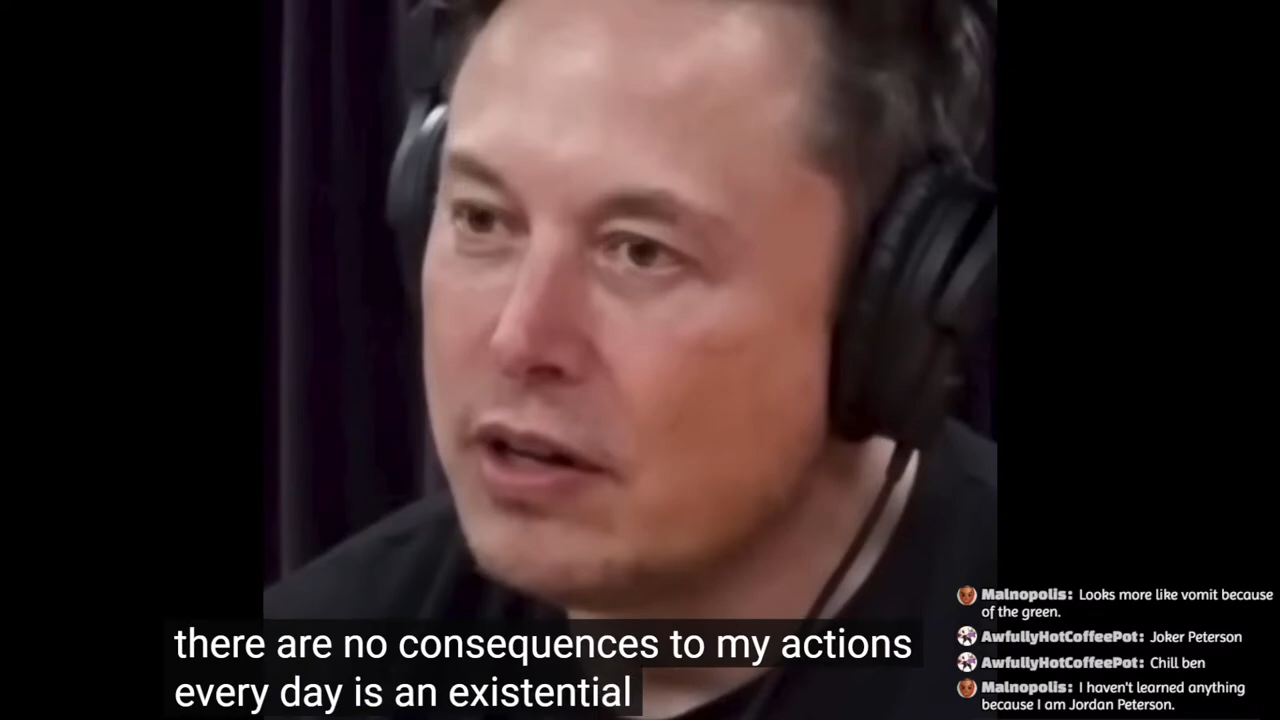 there are no consequences to my actions
every day is an existential
Malnopolis: Looks more like vomit because
of the green.
AwfullyHotCoffeePot: Joker Peterson
AwfullyHotCoffeePot: Chill ben
Malnopolis: I haven't learned anything
because I am Jordan Peterson.